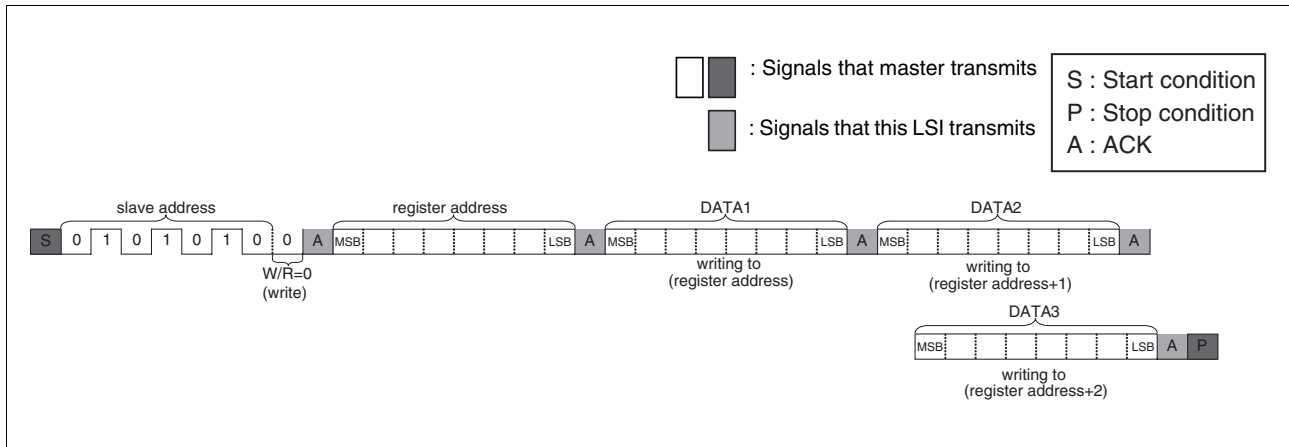 : Signals that master transmits
: Signals that this LSI transmits
S : Start condition
P : Stop condition
A : ACK
slave address
register address
DATA1
DATA2
S 0 1 0 1 0 1 0 0 A MSB LSB A MSB LSB A MSB LSB A
W/R=0
(write)
writing to
(register address)
writing to
(register address+1)
DATA3
MSB LSB A P
writing to
(register address+2)